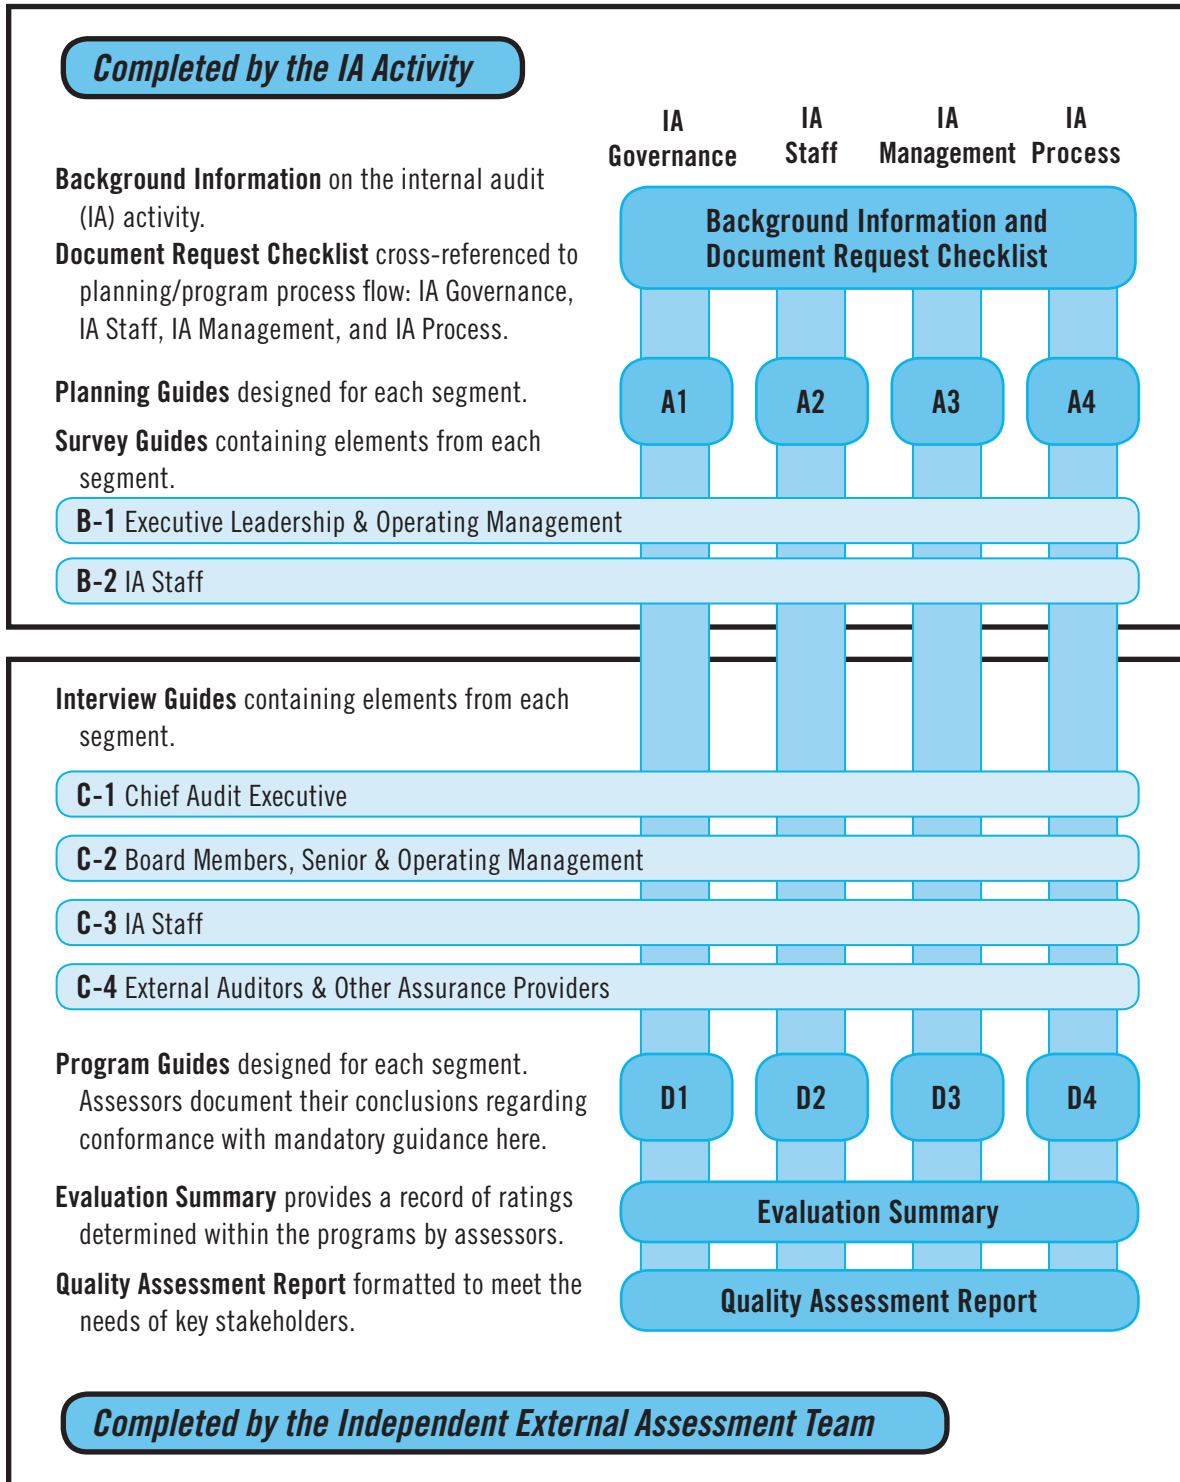 Completed by the IA Activity
IA
Governance
IA
Staff
IA
Management
IA
Process
Background Information on the internal audit
(IA) activity.
Document Request Checklist cross-referenced to
planning/program process flow: IA Governance,
IA Staff, IA Management, and IA Process.
Background Information and
Document Request Checklist
Planning Guides designed for each segment.
A1
A2
A3
A4
Survey Guides containing elements from each
segment.
B-1 Executive Leadership & Operating Management
B-2 IA Staff
Interview Guides containing elements from each
segment.
C-1 Chief Audit Executive
C-2 Board Members, Senior & Operating Management
C-3 IA Staff
C-4 External Auditors & Other Assurance Providers
Program Guides designed for each segment.
Assessors document their conclusions regarding
conformance with mandatory guidance here.
D1
D2
D3
D4
Evaluation Summary provides a record of ratings
determined within the programs by assessors.
Evaluation Summary
Quality Assessment Report formatted to meet the
needs of key stakeholders.
Quality Assessment Report
Completed by the Independent External Assessment Team